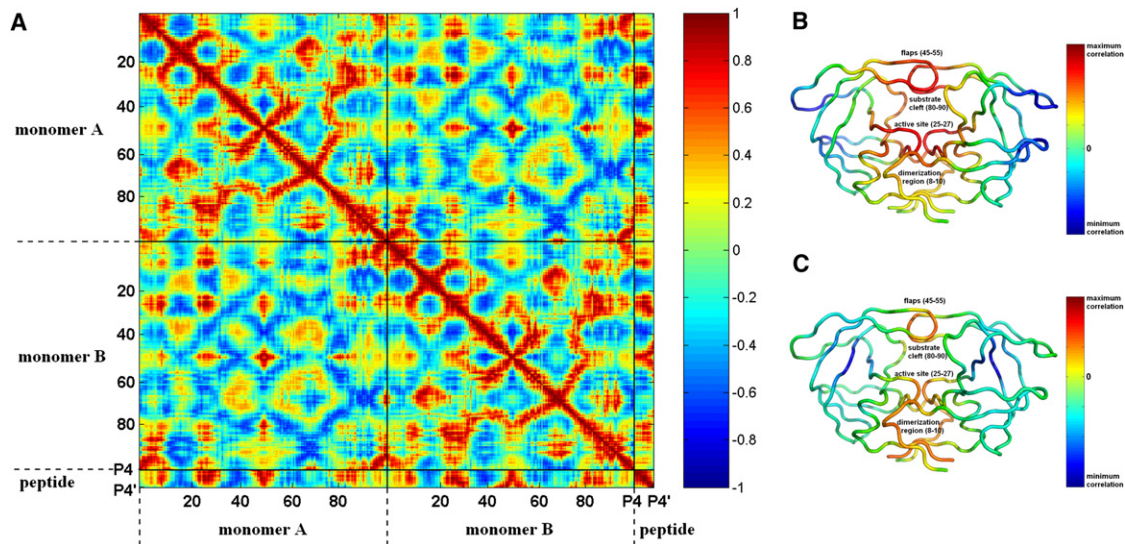 A
20
40
60
80
20
40
60
80
monomer A
monomer B
peptide
P4
P4'
20 40 60 80 20 40 60 80 P4 P4'
monomer A monomer B peptide
1
0.8
0.6
0.4
0.2
0
-0.2
-0.4
-0.6
-0.8
-1
B
flaps (45-55)
substrate
cleft (80-90)
active site (25-27)
dimerization
region (8-10)
maximum
correlation
0
minimum
correlation
C
flaps (45-55)
substrate
cleft (80-90)
active site (25-27)
dimerization
region (8-10)
maximum
correlation
0
minimum
correlation